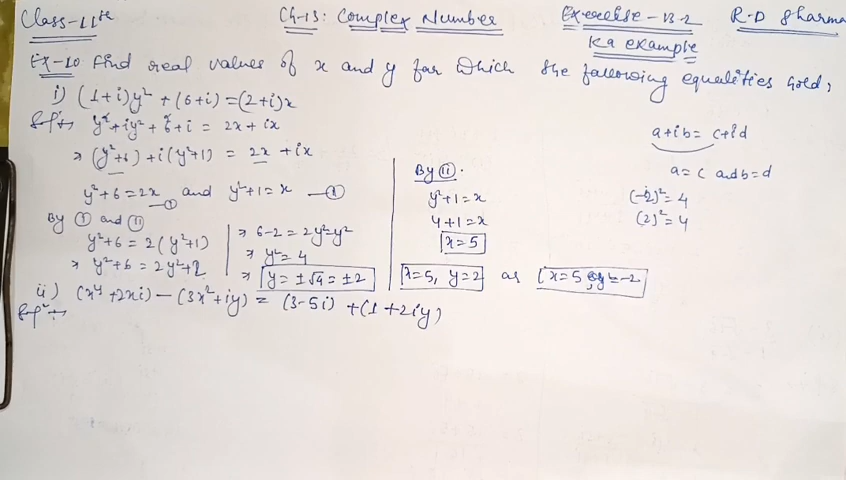 Class-11th Ch-13: Complex Number Exercise-13.2 R.D Sharma
Ka example
Ex-10 Find real values of x and y for which the following equalities hold,
i) (1+i)y² + (6+i) = (2+i)x
y²+iy²+6+i = 2x+ix
⇒ (y²+6)+i(y²+1) = 2x+ix
y²+6=2x —① and y²+1=x —②
By ① and ⑪
y²+6=2(y²+1)
⇒ y²+6=2y²+2
⇒ 6-2=2y²-y²
⇒ y²=4
⇒ y=±√4=±2
By ⑪.
y²+1=x
4+1=x
x=5
x=5, y=2 or x=5, y=-2
a+ib=c+id
a=c and b=d
(-2)²=4
(2)²=4
ii) (x⁴+2xi)-(3x²+iy) = (3-5i)+(1+2iy)